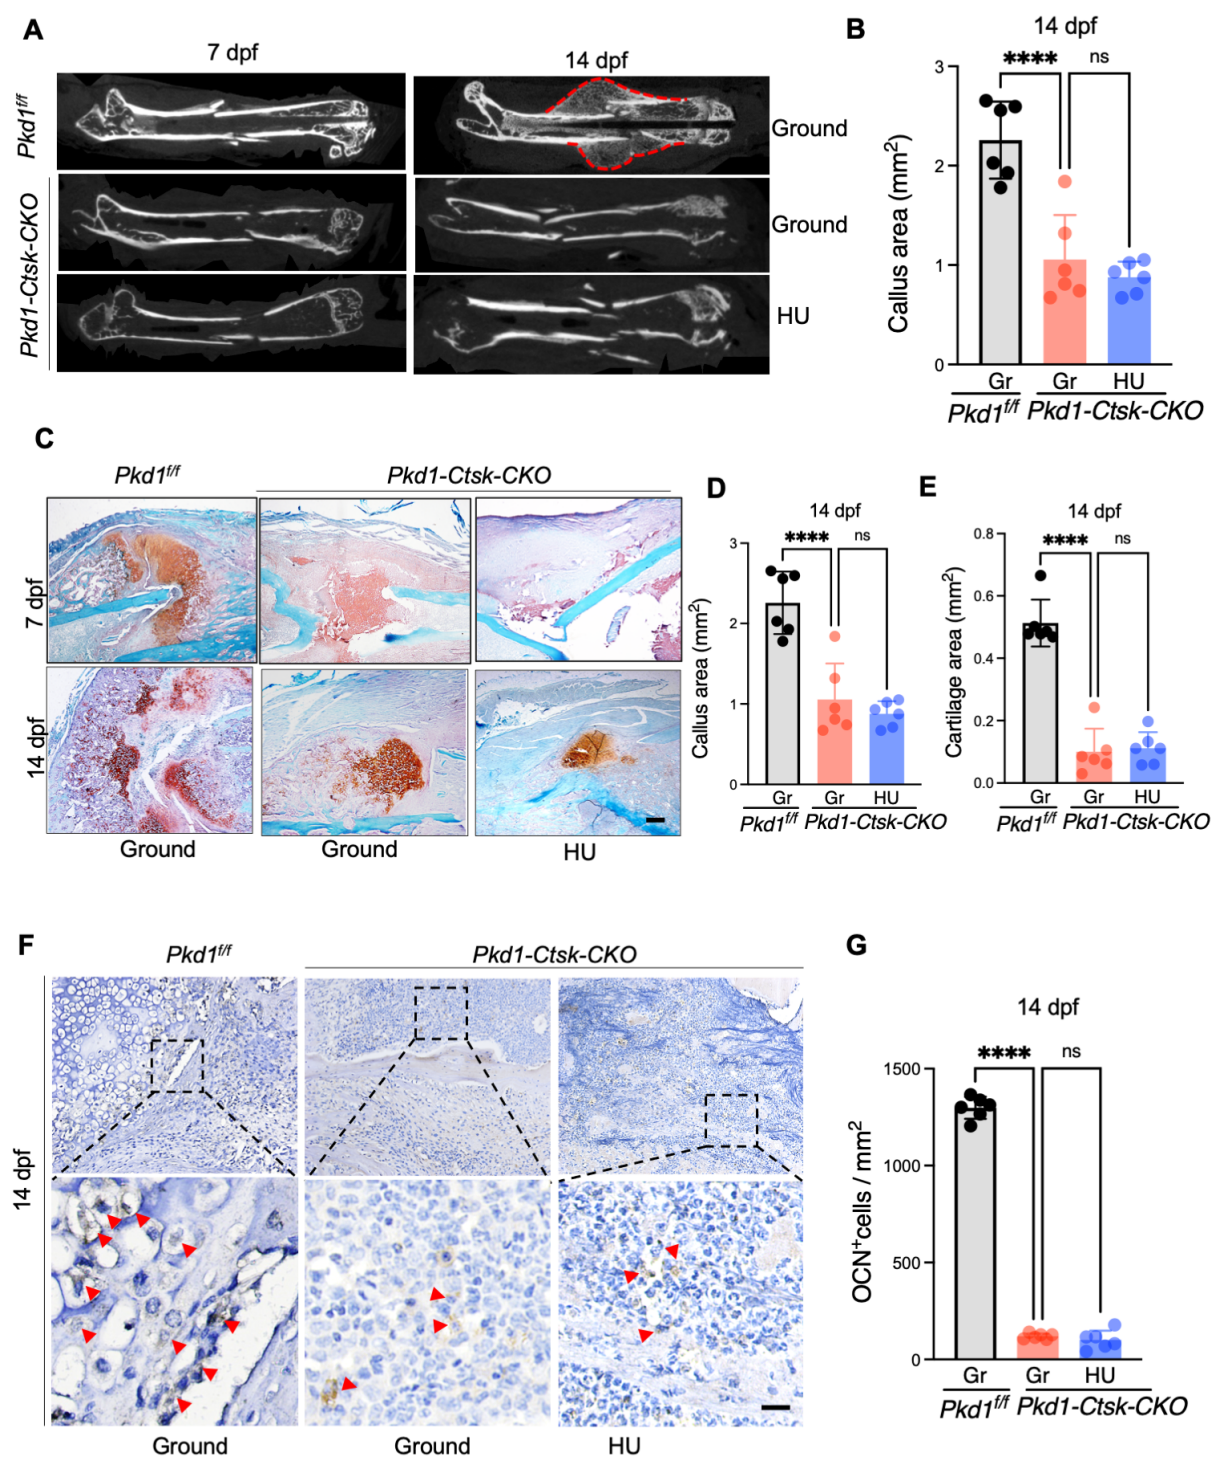 A
7 dpf
14 dpf
Pkd1f/f
Ground
Pkd1-Ctsk-CKO
Ground
HU
B
14 dpf
****
ns
Callus area (mm2)
3
2
1
0
Gr
Gr
HU
Pkd1f/f
Pkd1-Ctsk-CKO
C
Pkd1f/f
Pkd1-Ctsk-CKO
7 dpf
14 dpf
Ground
Ground
HU
D
14 dpf
****
ns
Callus area (mm2)
3
2
1
0
Gr
Gr
HU
Pkd1f/f
Pkd1-Ctsk-CKO
E
14 dpf
****
ns
Cartilage area (mm2)
0.8
0.6
0.4
0.2
0.0
Gr
Gr
HU
Pkd1f/f
Pkd1-Ctsk-CKO
F
Pkd1f/f
Pkd1-Ctsk-CKO
14 dpf
Ground
Ground
HU
G
14 dpf
****
ns
OCN+cells / mm2
1500
1000
500
0
Gr
Gr
HU
Pkd1f/f
Pkd1-Ctsk-CKO